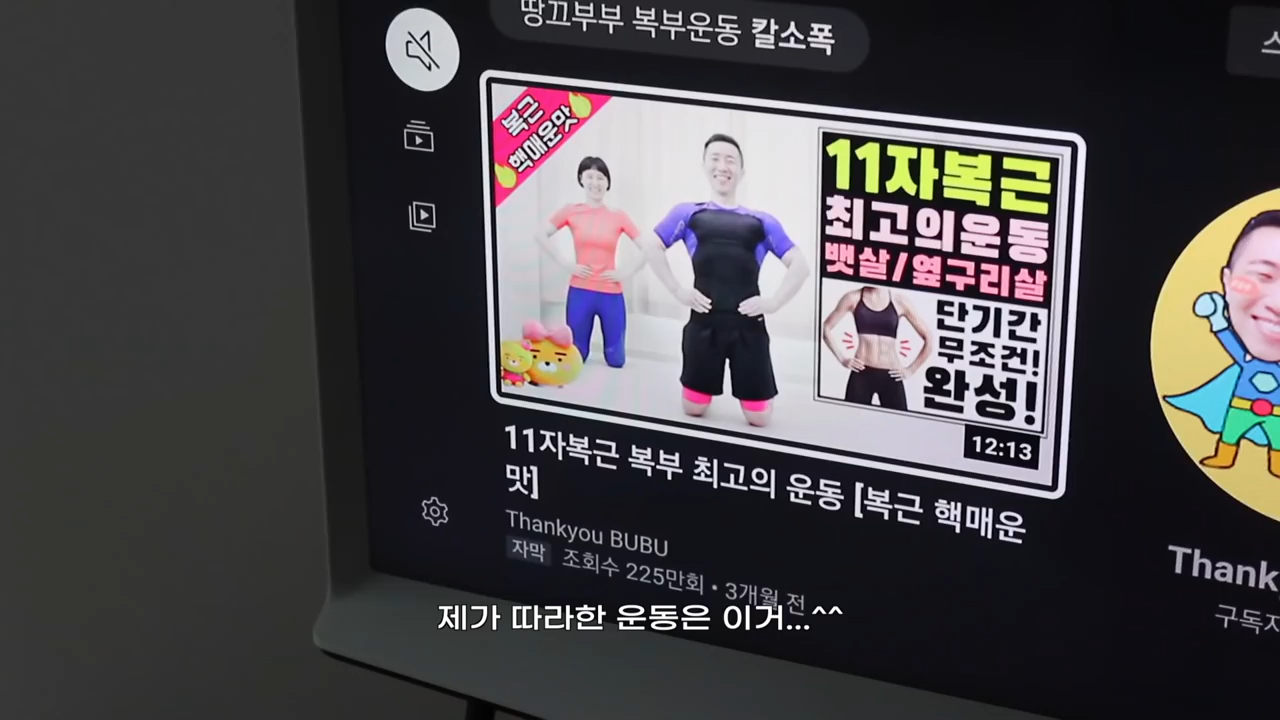 땅끄부부 복부운동 칼소폭
복근
핵매운맛
11자복근
최고의운동
뱃살/옆구리살
단기간
무조건!
완성!
12:13
11자복근 복부 최고의 운동 [복근 핵매운
맛]
Thankyou BUBU
자막 조회수 225만회 • 3개월 전
Thank
구독자
제가 따라한 운동은 이거...^^